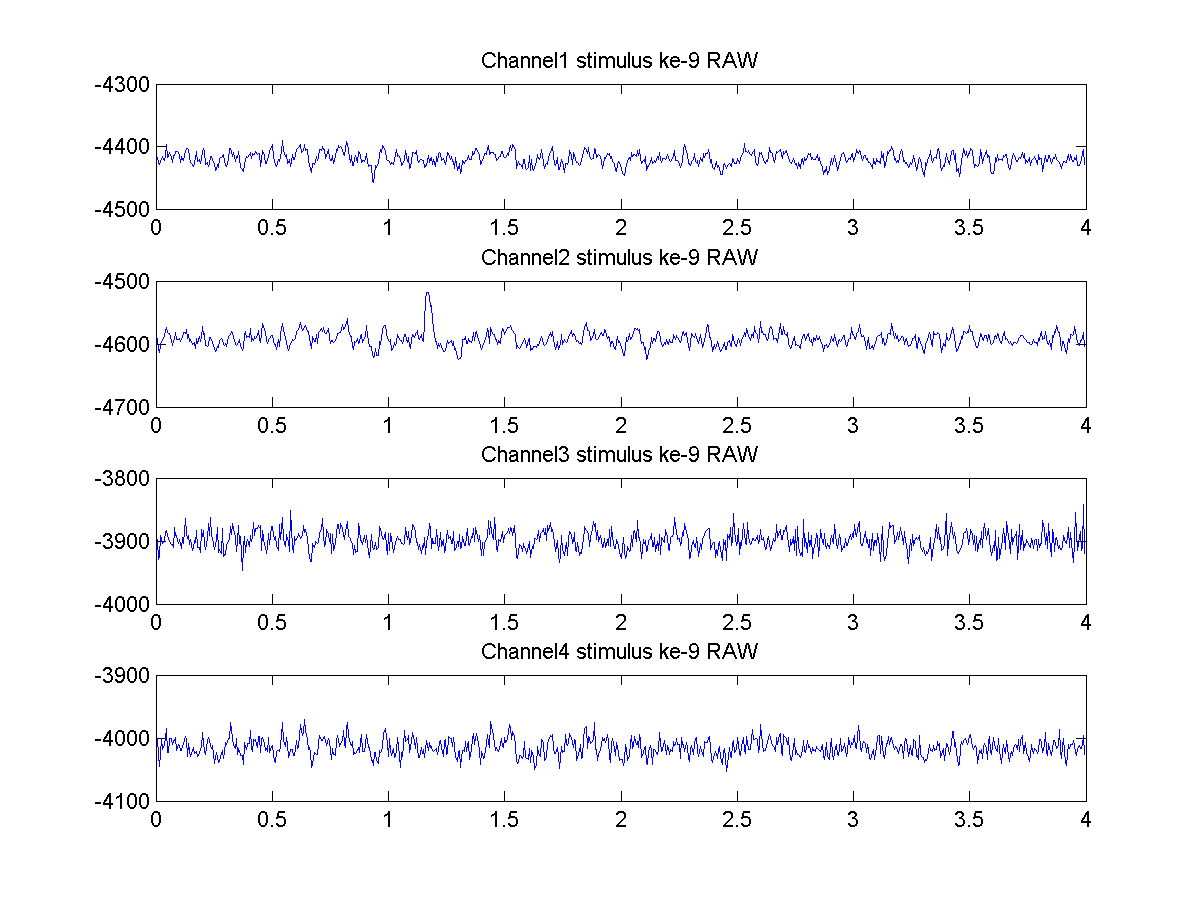 Channel1 stimulus ke-9 RAW
-4300
-4400
-4500
0 0.5 1 1.5 2 2.5 3 3.5 4
Channel2 stimulus ke-9 RAW
-4500
-4600
-4700
0 0.5 1 1.5 2 2.5 3 3.5 4
Channel3 stimulus ke-9 RAW
-3800
-3900
-4000
0 0.5 1 1.5 2 2.5 3 3.5 4
Channel4 stimulus ke-9 RAW
-3900
-4000
-4100
0 0.5 1 1.5 2 2.5 3 3.5 4